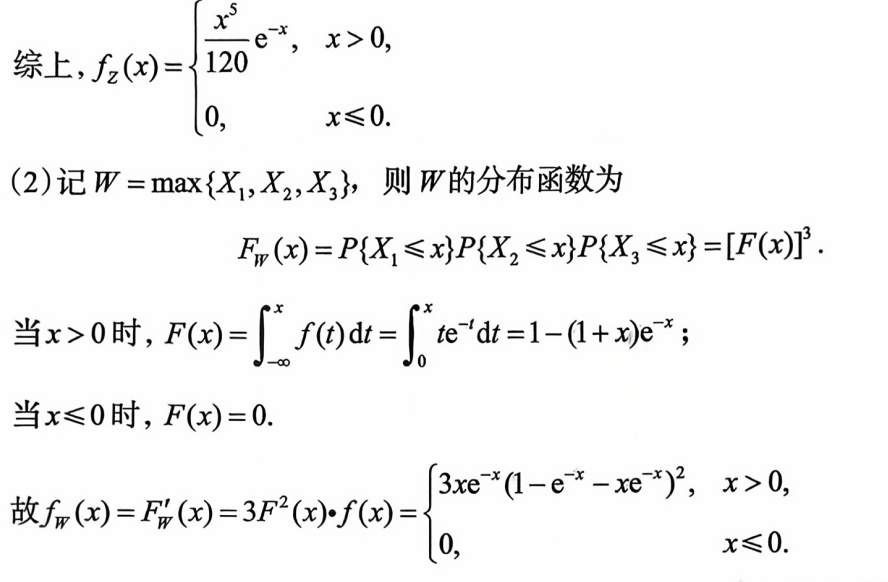 综上, f_Z(x) = { x^5/120 e^{-x}, x > 0,
0, x ⩽ 0.
(2) 记 W = max{X_1, X_2, X_3}, 则 W 的分布函数为
F_W(x) = P{X_1 ⩽ x}P{X_2 ⩽ x}P{X_3 ⩽ x} = [F(x)]^3.
当 x > 0 时, F(x) = ∫_{-∞}^{x} f(t) dt = ∫_0^x te^{-t} dt = 1 - (1 + x)e^{-x};
当 x ⩽ 0 时, F(x) = 0.
故 f_W(x) = F'_W(x) = 3F^2(x)•f(x) = { 3xe^{-x}(1 - e^{-x} - xe^{-x})^2, x > 0,
0, x ⩽ 0.